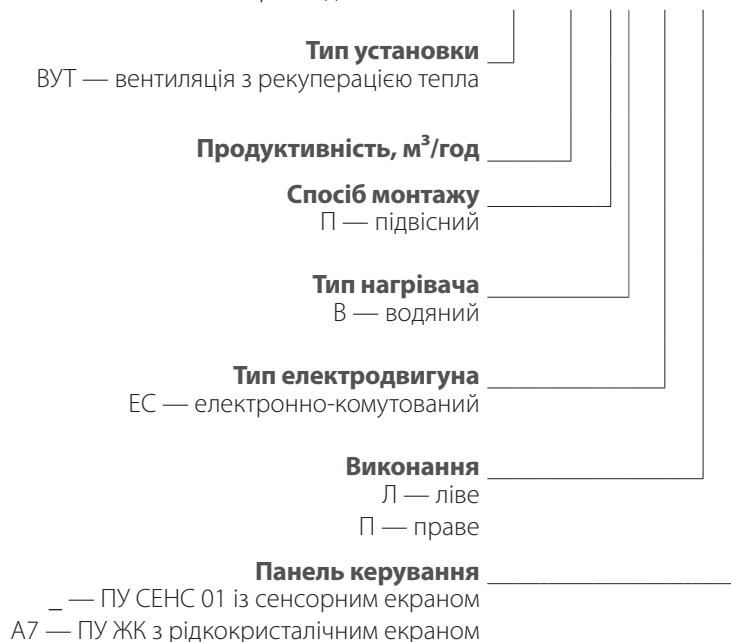 Тип установки
ВУТ — вентиляція з рекуперацією тепла
Продуктивність, м³/год
Спосіб монтажу
П — підвісний
Тип нагрівача
В — водяний
Тип електродвигуна
ЕС — електронно-комутований
Виконання
Л — ліве
П — праве
Панель керування
_ — ПУ СЕНС 01 із сенсорним екраном
А7 — ПУ ЖК з рідкокристалічним екраном